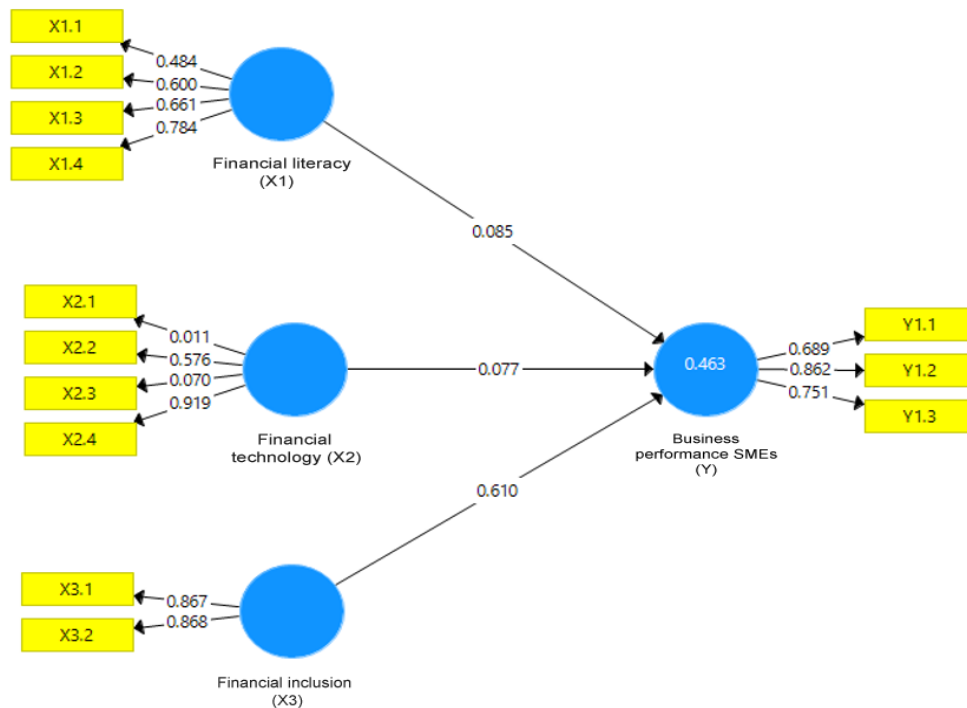 X1.1
X1.2
X1.3
X1.4
0.484
0.600
0.661
0.784
Financial literacy
(X1)
0.085
X2.1
X2.2
X2.3
X2.4
0.011
0.576
0.070
0.919
Financial
technology (X2)
0.077
0.463
Business
performance SMEs
(Y)
0.689
0.862
0.751
Y1.1
Y1.2
Y1.3
0.610
X3.1
X3.2
0.867
0.868
Financial inclusion
(X3)